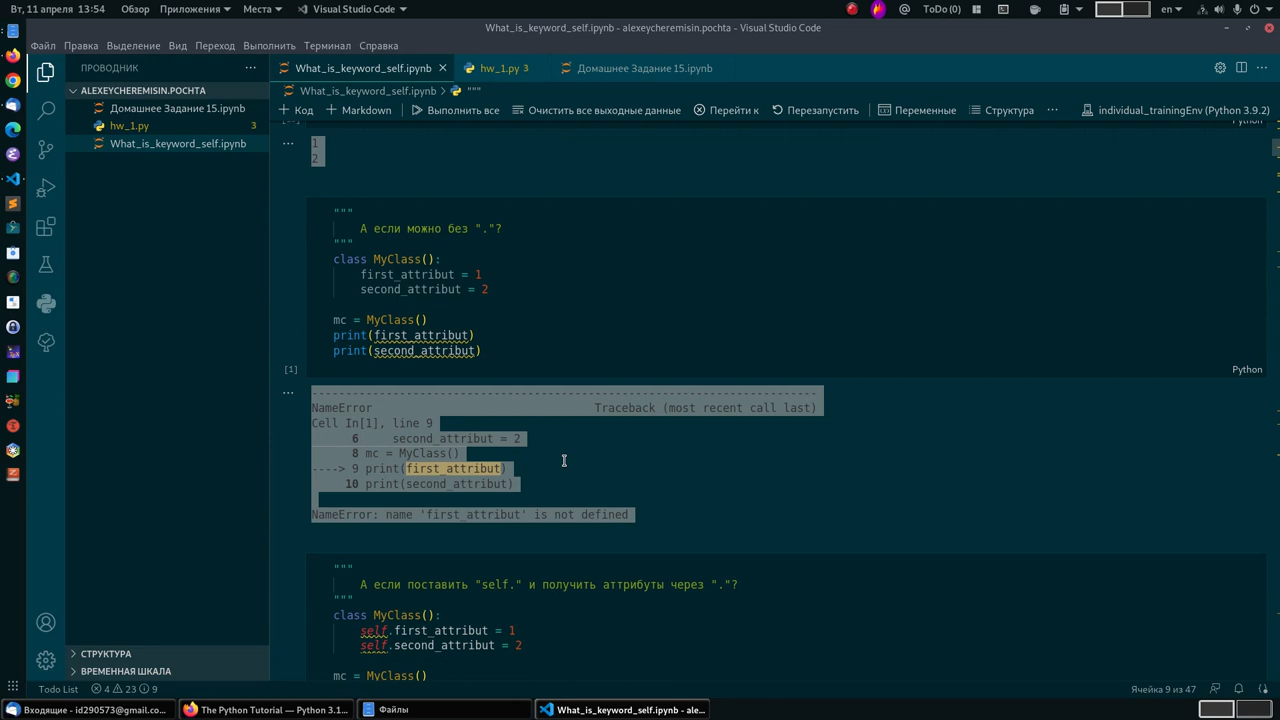 Вт, 11 апреля  13:54 Обзор Приложения Места Visual Studio Code ToDo (0) en
What_is_keyword_self.ipynb - alexeycheremisin.pochta - Visual Studio Code
Файл Правка Выделение Вид Переход Выполнить Терминал Справка
ПРОВОДНИК ··· What_is_keyword_self.ipynb hw_1.py 3 Домашнее Задание 15.ipynb
ALEXEYCHEREMISIN.POCHTA What_is_keyword_self.ipynb > """
Домашнее Задание 15.ipynb
hw_1.py 3
What_is_keyword_self.ipynb
+ Код + Markdown Выполнить все Очистить все выходные данные Перейти к Перезапустить Переменные Структура ··· individual_trainingEnv (Python 3.9.2)
Python
1
2
"""
А если можно без "."?
"""
class MyClass():
first_attribut = 1
second_attribut = 2
mc = MyClass()
print(first_attribut)
print(second_attribut)
[1] Python
---------------------------------------------------------------------------
NameError Traceback (most recent call last)
Cell In[1], line 9
6 second_attribut = 2
8 mc = MyClass()
----> 9 print(first_attribut)
10 print(second_attribut)
NameError: name 'first_attribut' is not defined
"""
А если поставить "self." и получить аттрибуты через "."?
"""
class MyClass():
self.first_attribut = 1
self.second_attribut = 2
mc = MyClass()
СТРУКТУРА
ВРЕМЕННАЯ ШКАЛА
Todo List 4 23 9 Ячейка 9 из 47
Входящие - id290573@gmail.co... The Python Tutorial — Python 3.1... Файлы What_is_keyword_self.ipynb - ale...